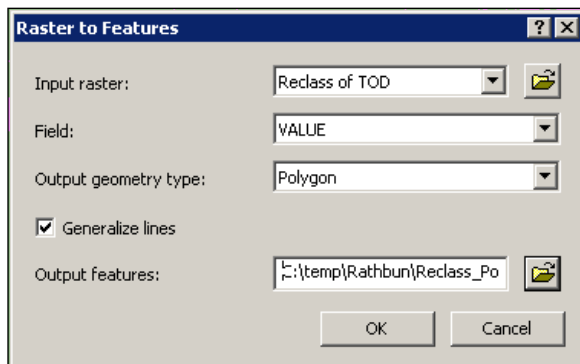 Raster to Features
Input raster: Reclass of TOD
Field: VALUE
Output geometry type: Polygon
Generalize lines
Output features: C:\temp\Rathbun\Reclass_Po
OK Cancel